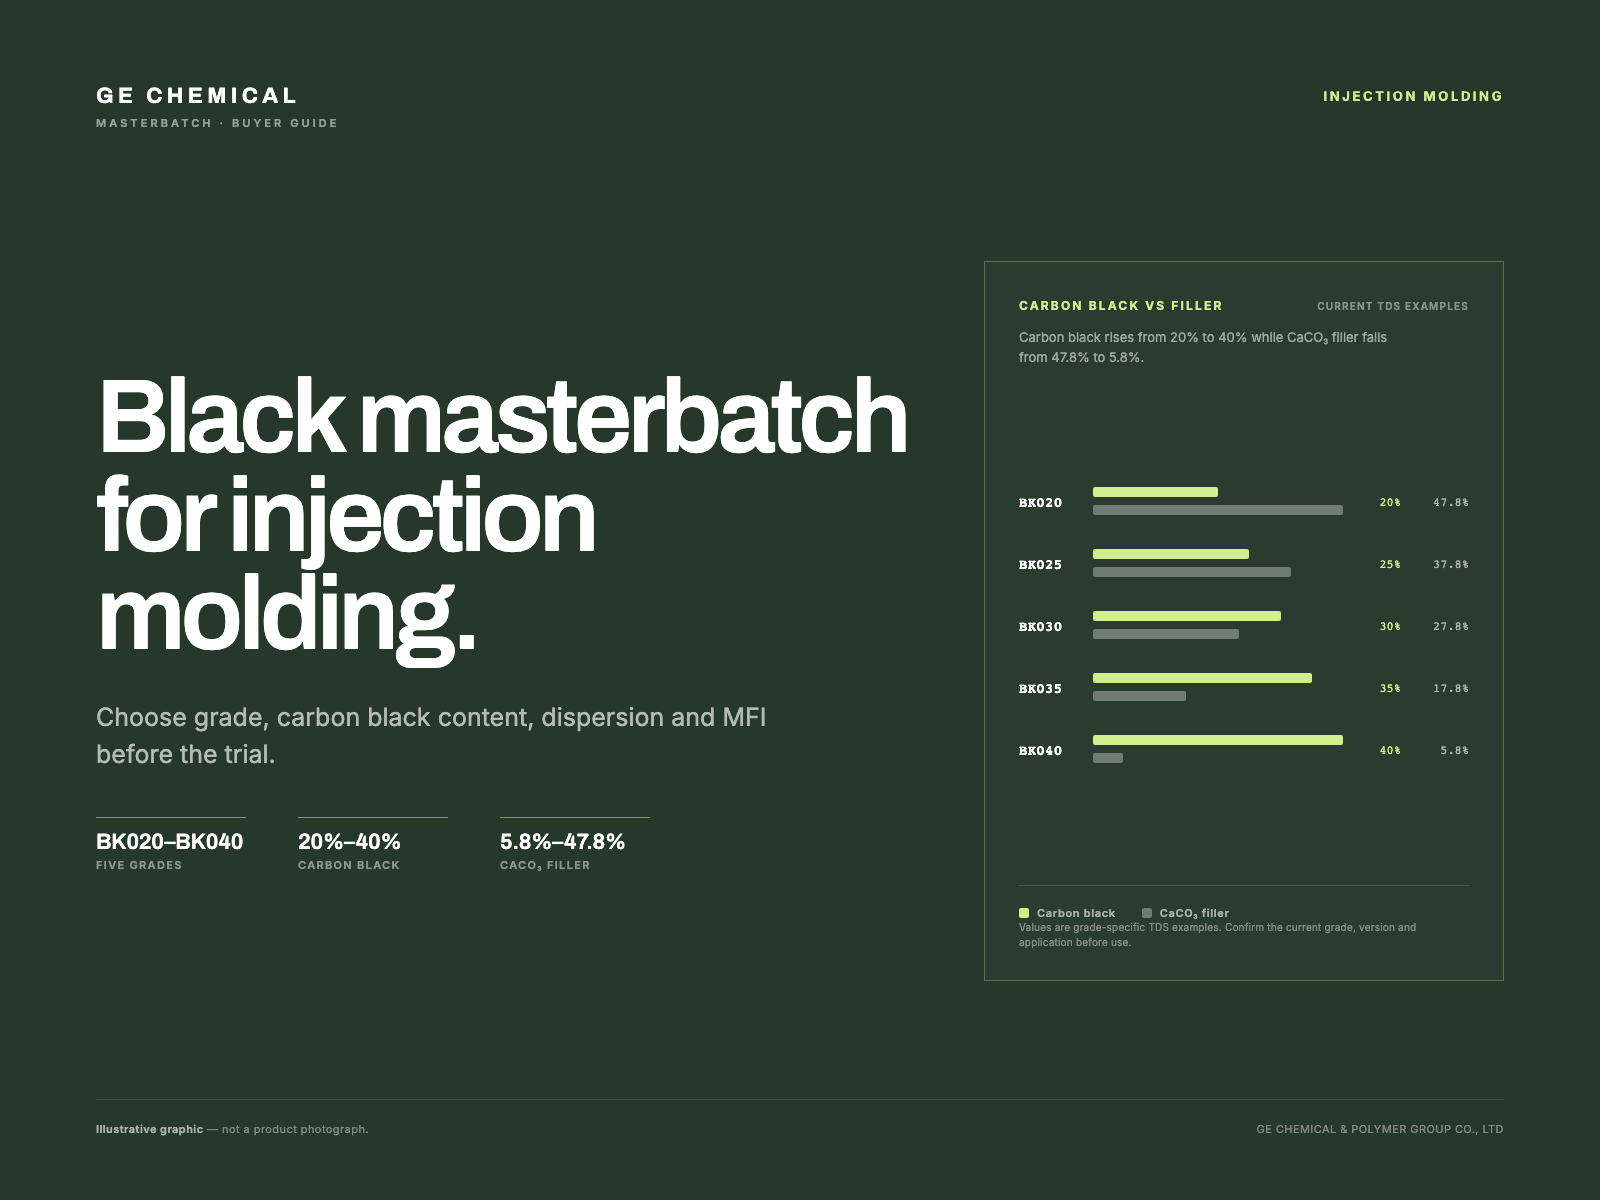 GE CHEMICAL
MASTERBATCH · BUYER GUIDE
INJECTION MOLDING
Black masterbatch
for injection
molding.
Choose grade, carbon black content, dispersion and MFI
before the trial.
BK020–BK040
FIVE GRADES
20%–40%
CARBON BLACK
5.8%–47.8%
CACO₃ FILLER
CARBON BLACK VS FILLER
CURRENT TDS EXAMPLES
Carbon black rises from 20% to 40% while CaCO₃ filler falls
from 47.8% to 5.8%.
BK020 20% 47.8%
BK025 25% 37.8%
BK030 30% 27.8%
BK035 35% 17.8%
BK040 40% 5.8%
Carbon black CaCO₃ filler
Values are grade-specific TDS examples. Confirm the current grade, version and
application before use.
Illustrative graphic — not a product photograph.
GE CHEMICAL & POLYMER GROUP CO., LTD